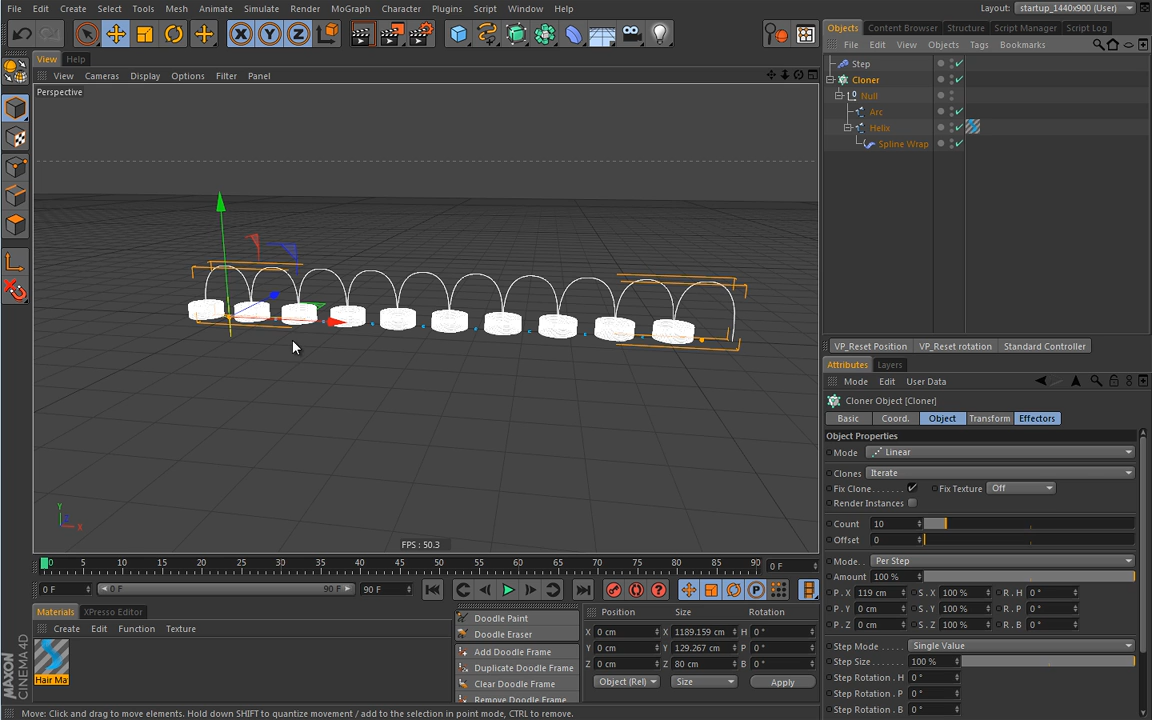 File Edit Create Select Tools Mesh Animate Simulate Render MoGraph Character Plugins Script Window Help Layout: startup_1440x900 (User)
X Y Z
View Help
View Cameras Display Options Filter Panel
Perspective
Y
X
FPS : 50.3
Objects Content Browser Structure Script Manager Script Log
File Edit View Objects Tags Bookmarks
Step
Cloner
Null
Arc
Helix
Spline Wrap
VP_Reset Position VP_Reset rotation Standard Controller
Attributes Layers
Mode Edit User Data
Cloner Object [Cloner]
Basic Coord. Object Transform Effectors
Object Properties
Mode Linear
Clones Iterate
Fix Clone Fix Texture Off
Render Instances
Count 10
Offset 0
Mode Per Step
Amount 100 %
P . X 119 cm S . X 100 % R . H 0 °
P . Y 0 cm S . Y 100 % R . P 0 °
P . Z 0 cm S . Z 100 % R . B 0 °
Step Mode Single Value
Step Size 100 %
Step Rotation . H 0 °
Step Rotation . P 0 °
Step Rotation . B 0 °
0 5 10 15 20 25 30 35 40 45 50 55 60 65 70 75 80 85 90 0 F
0 F 0 F 90 F 90 F
Materials XPresso Editor
Create Edit Function Texture
Hair Ma
MAXON CINEMA 4D
Doodle Paint
Doodle Eraser
Add Doodle Frame
Duplicate Doodle Frame
Clear Doodle Frame
Remove Doodle Frame
Position Size Rotation
X 0 cm X 1189.159 cm H 0 °
Y 0 cm Y 129.267 cm P 0 °
Z 0 cm Z 80 cm B 0 °
Object (Rel) Size Apply
Move: Click and drag to move elements. Hold down SHIFT to quantize movement / add to the selection in point mode, CTRL to remove.